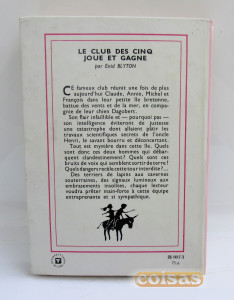 LE CLUB DES CINQ
JOUE ET GAGNE
par Enid BLYTON
CE fameux club réunit une fois de plus
aujourd'hui Claude, Annie, Michel et
François dans leur petite île bretonne,
battue des vents et de la mer, en compa-
gnie de leur chien Dagobert.
Son flair infaillible et — pourquoi pas —
son intelligence éviteront de justesse
une catastrophe dont allaient pâlir les
travaux scientifiques secrets de l'oncle
Henri, le savant bourru et déconcertant.
Tout est mystère dans cette île. Quels
sont donc ces deux hommes qui débar-
quent clandestinement? Quels sont ces
bruits de voix qui semblent sortir de terre?
Quels dangers recèle cette tour interdite?...
Des terriers de lapins aux cavernes
souterraines, des signaux lumineux aux
embrasements insolites, chaque lecteur
voudra prêter main-forte à cette équipe
entreprenante et si sympathique.
coisas